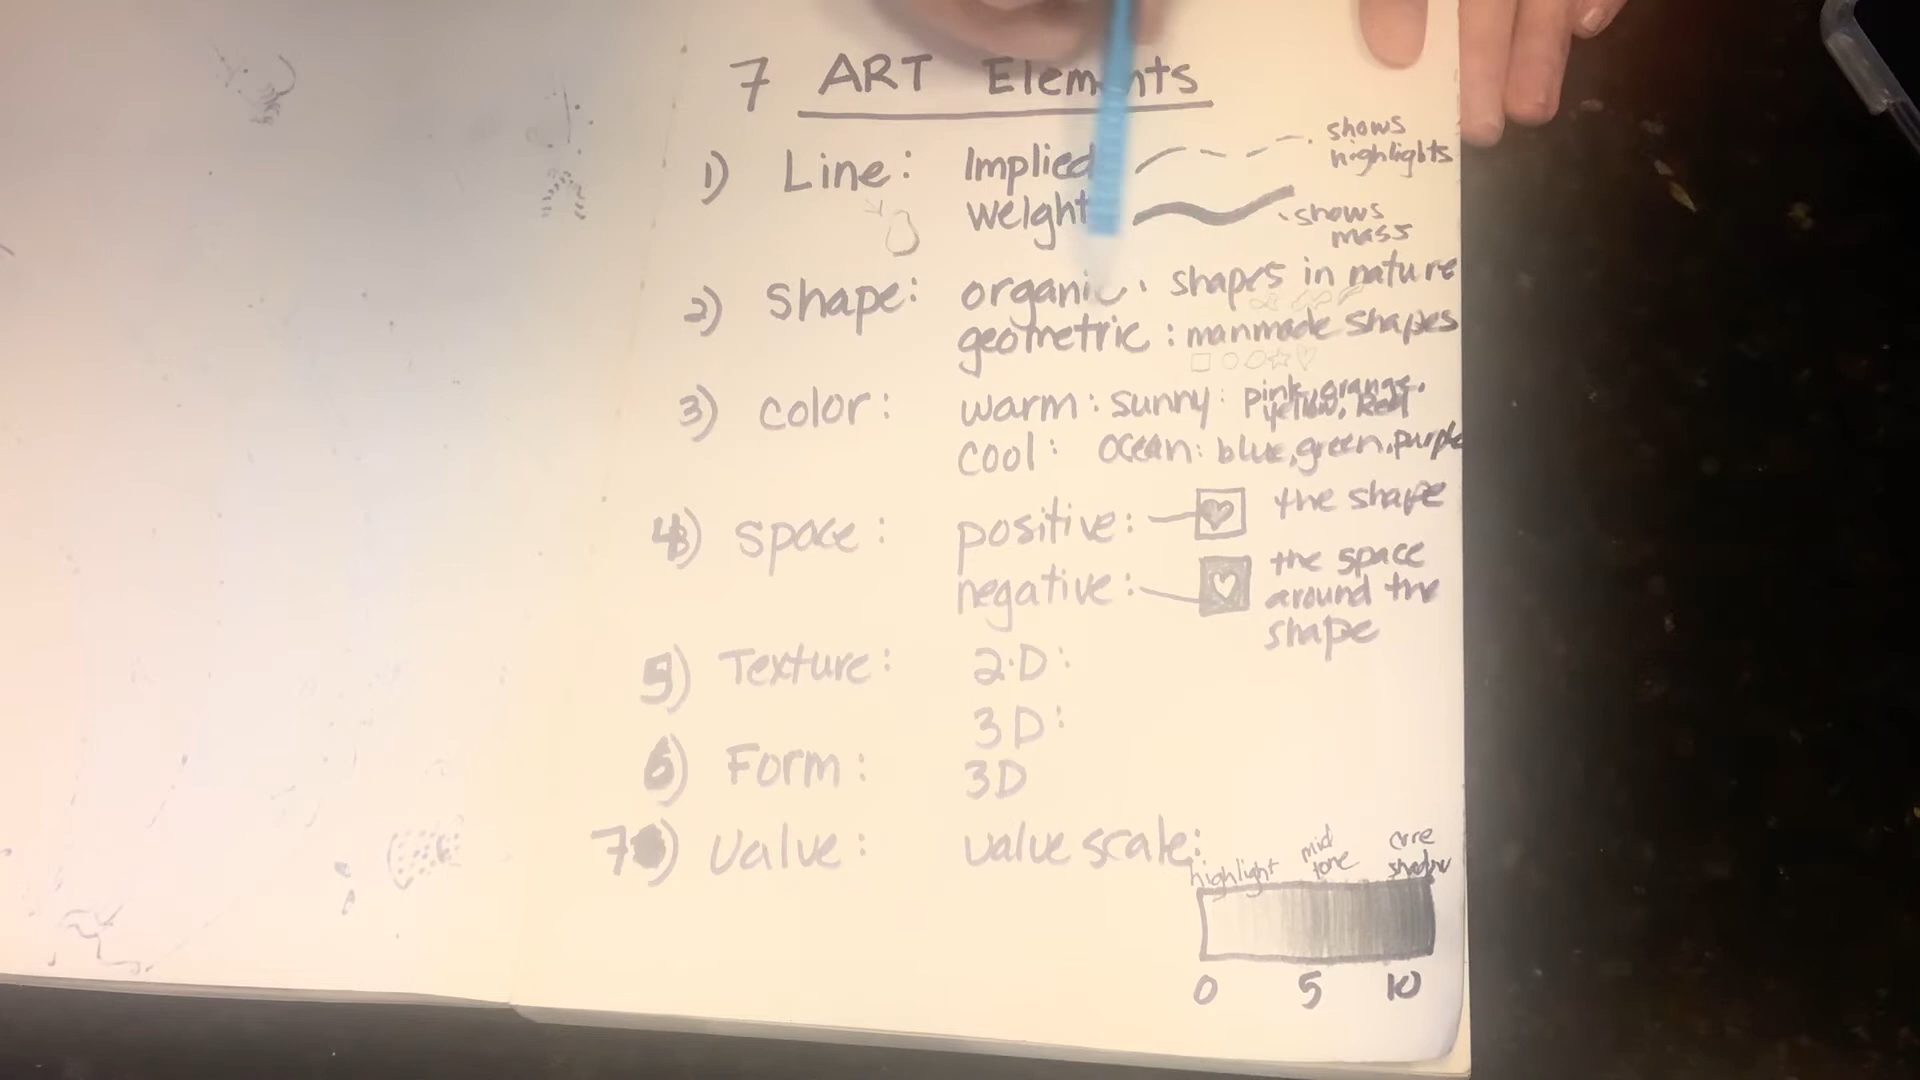 7 ART Elements
1) Line: Implied shows highlights
weight shows mass
2) Shape: organic: shapes in nature
geometric: manmade shapes
3) color: warm: sunny: pink, orange, yellow, Red
cool: ocean: blue, green, purple
4) space: positive: the shape
negative: the space around the shape
5) Texture: 2-D:
3D:
6) Form: 3D
7) value: value scale:
highlight mid tone core shadow
0 5 10